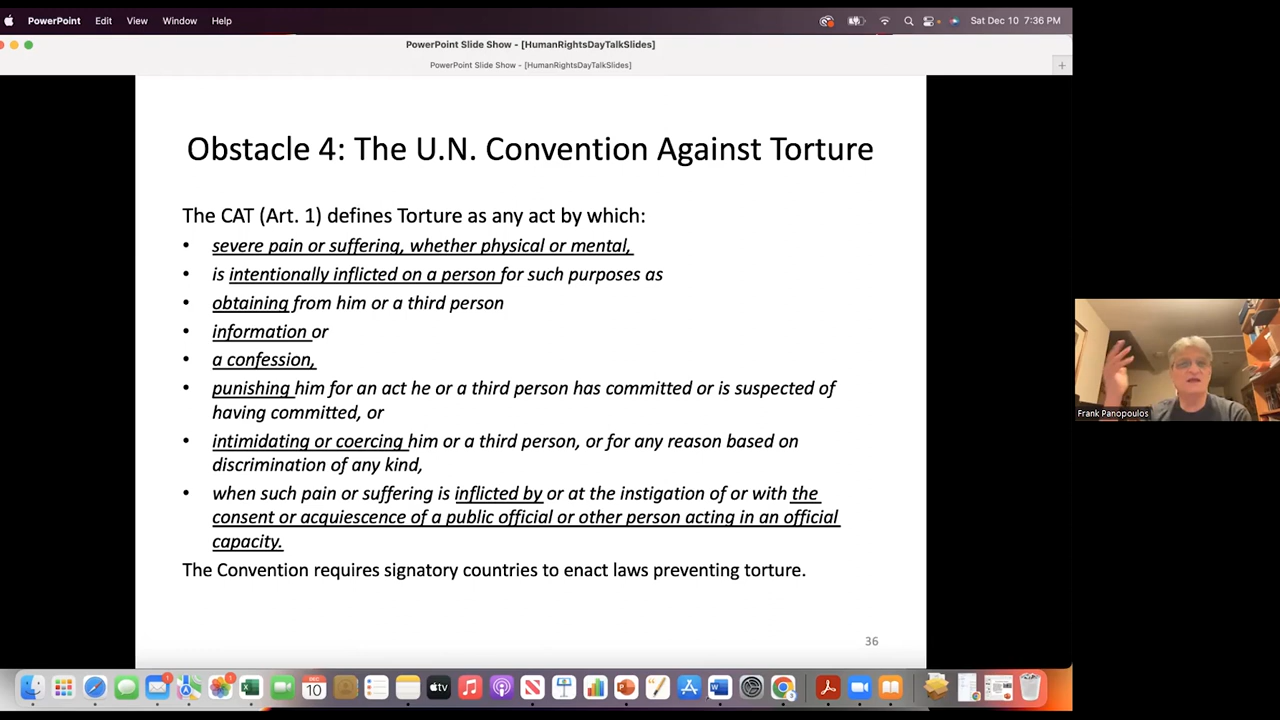 PowerPoint Edit View Window Help Sat Dec 10 7:36 PM
PowerPoint Slide Show - [HumanRightsDayTalkSlides]
PowerPoint Slide Show - [HumanRightsDayTalkSlides]
Obstacle 4: The U.N. Convention Against Torture
The CAT (Art. 1) defines Torture as any act by which:
• severe pain or suffering, whether physical or mental,
• is intentionally inflicted on a person for such purposes as
• obtaining from him or a third person
• information or
• a confession,
• punishing him for an act he or a third person has committed or is suspected of
having committed, or
• intimidating or coercing him or a third person, or for any reason based on
discrimination of any kind,
• when such pain or suffering is inflicted by or at the instigation of or with the
consent or acquiescence of a public official or other person acting in an official
capacity.
The Convention requires signatory countries to enact laws preventing torture.
36
Frank Panopoulos
DEC
10
tv